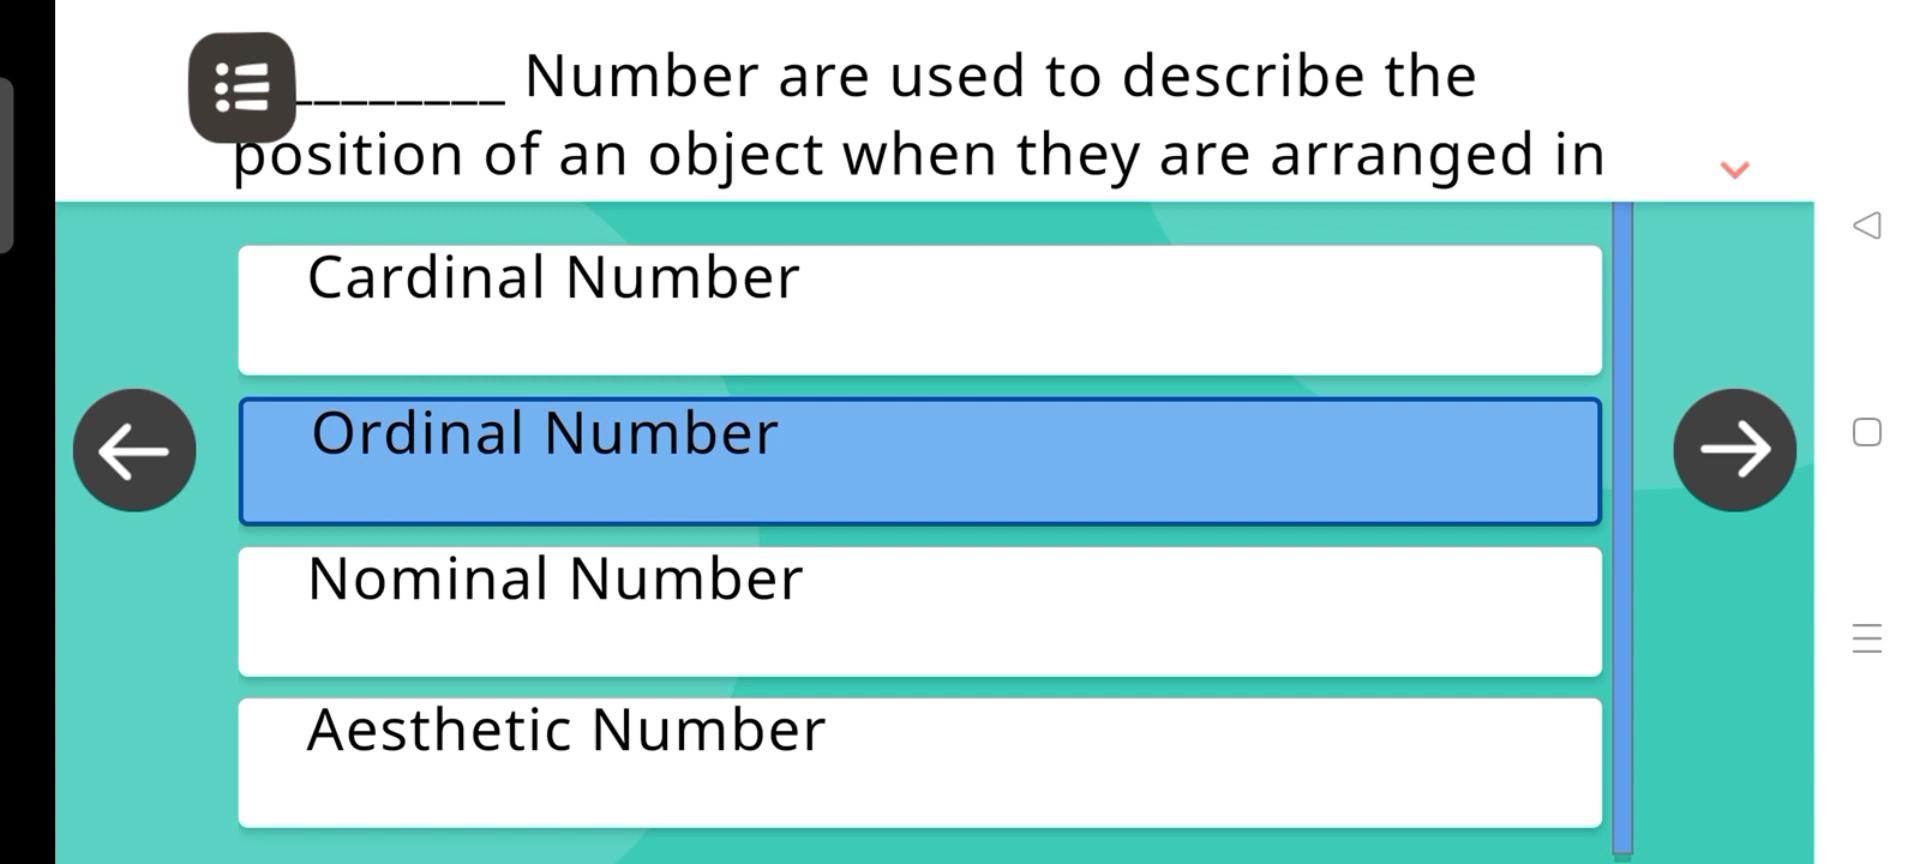 ________ Number are used to describe the
position of an object when they are arranged in
Cardinal Number
Ordinal Number
Nominal Number
Aesthetic Number